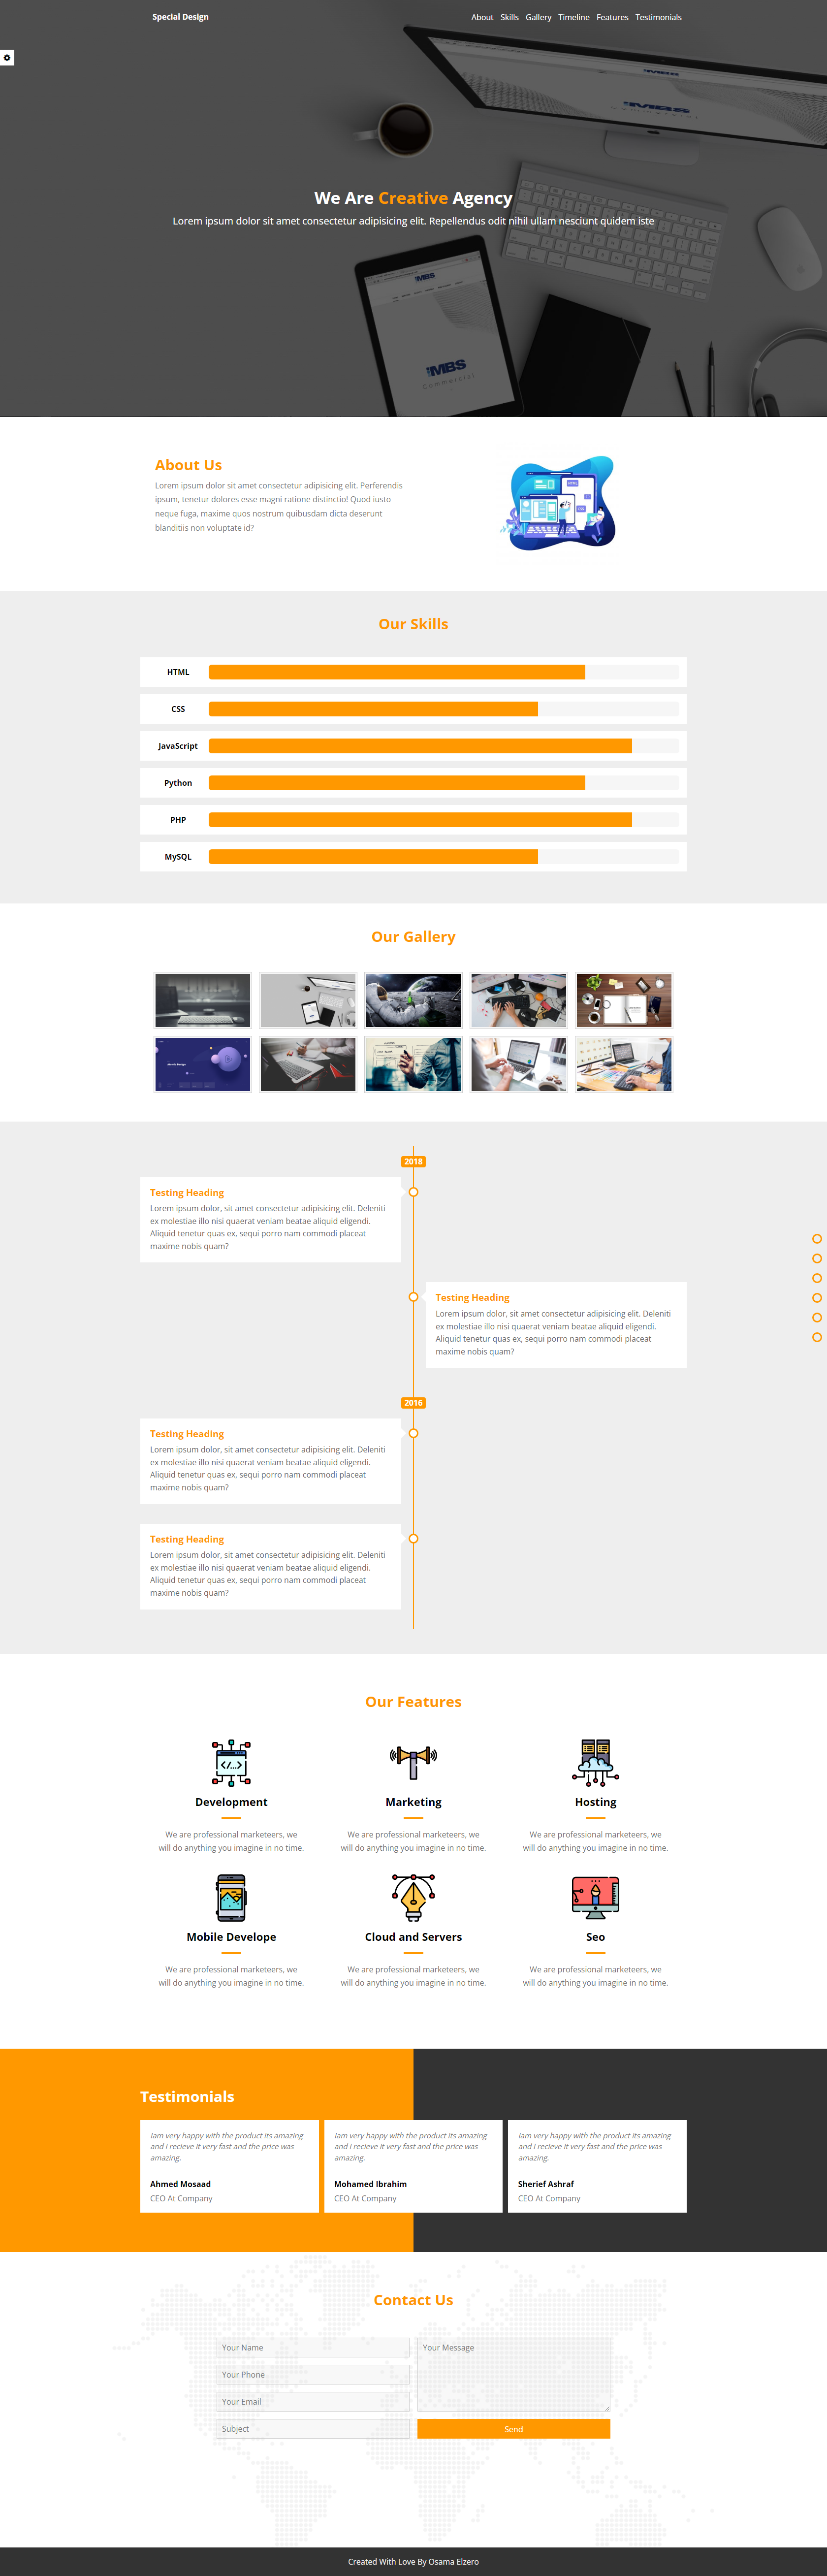 Special Design
About Skills Gallery Timeline Features Testimonials
MBS
We Are Creative Agency
Lorem ipsum dolor sit amet consectetur adipisicing elit. Repellendus odit nihil ullam nesciunt quidem iste
MBS
MBS
Commercial
About Us
Lorem ipsum dolor sit amet consectetur adipisicing elit. Perferendis
ipsum, tenetur dolores esse magni ratione distinctio! Quod iusto
neque fuga, maxime quos nostrum quibusdam dicta deserunt
blanditiis non voluptate id?
Our Skills
HTML
CSS
JavaScript
Python
PHP
MySQL
Our Gallery
2018
Testing Heading
Lorem ipsum dolor, sit amet consectetur adipisicing elit. Deleniti
ex molestiae illo nisi quaerat veniam beatae aliquid eligendi.
Aliquid tenetur quas ex, sequi porro nam commodi placeat
maxime nobis quam?
Testing Heading
Lorem ipsum dolor, sit amet consectetur adipisicing elit. Deleniti
ex molestiae illo nisi quaerat veniam beatae aliquid eligendi.
Aliquid tenetur quas ex, sequi porro nam commodi placeat
maxime nobis quam?
2016
Testing Heading
Lorem ipsum dolor, sit amet consectetur adipisicing elit. Deleniti
ex molestiae illo nisi quaerat veniam beatae aliquid eligendi.
Aliquid tenetur quas ex, sequi porro nam commodi placeat
maxime nobis quam?
Testing Heading
Lorem ipsum dolor, sit amet consectetur adipisicing elit. Deleniti
ex molestiae illo nisi quaerat veniam beatae aliquid eligendi.
Aliquid tenetur quas ex, sequi porro nam commodi placeat
maxime nobis quam?
Our Features
Development
We are professional marketeers, we
will do anything you imagine in no time.
Marketing
We are professional marketeers, we
will do anything you imagine in no time.
Hosting
We are professional marketeers, we
will do anything you imagine in no time.
Mobile Develope
We are professional marketeers, we
will do anything you imagine in no time.
Cloud and Servers
We are professional marketeers, we
will do anything you imagine in no time.
Seo
We are professional marketeers, we
will do anything you imagine in no time.
Testimonials
Iam very happy with the product its amazing
and i recieve it very fast and the price was
amazing.
Ahmed Mosaad
CEO At Company
Iam very happy with the product its amazing
and i recieve it very fast and the price was
amazing.
Mohamed Ibrahim
CEO At Company
Iam very happy with the product its amazing
and i recieve it very fast and the price was
amazing.
Sherief Ashraf
CEO At Company
Contact Us
Your Name
Your Phone
Your Email
Subject
Your Message
Send
Created With Love By Osama Elzero